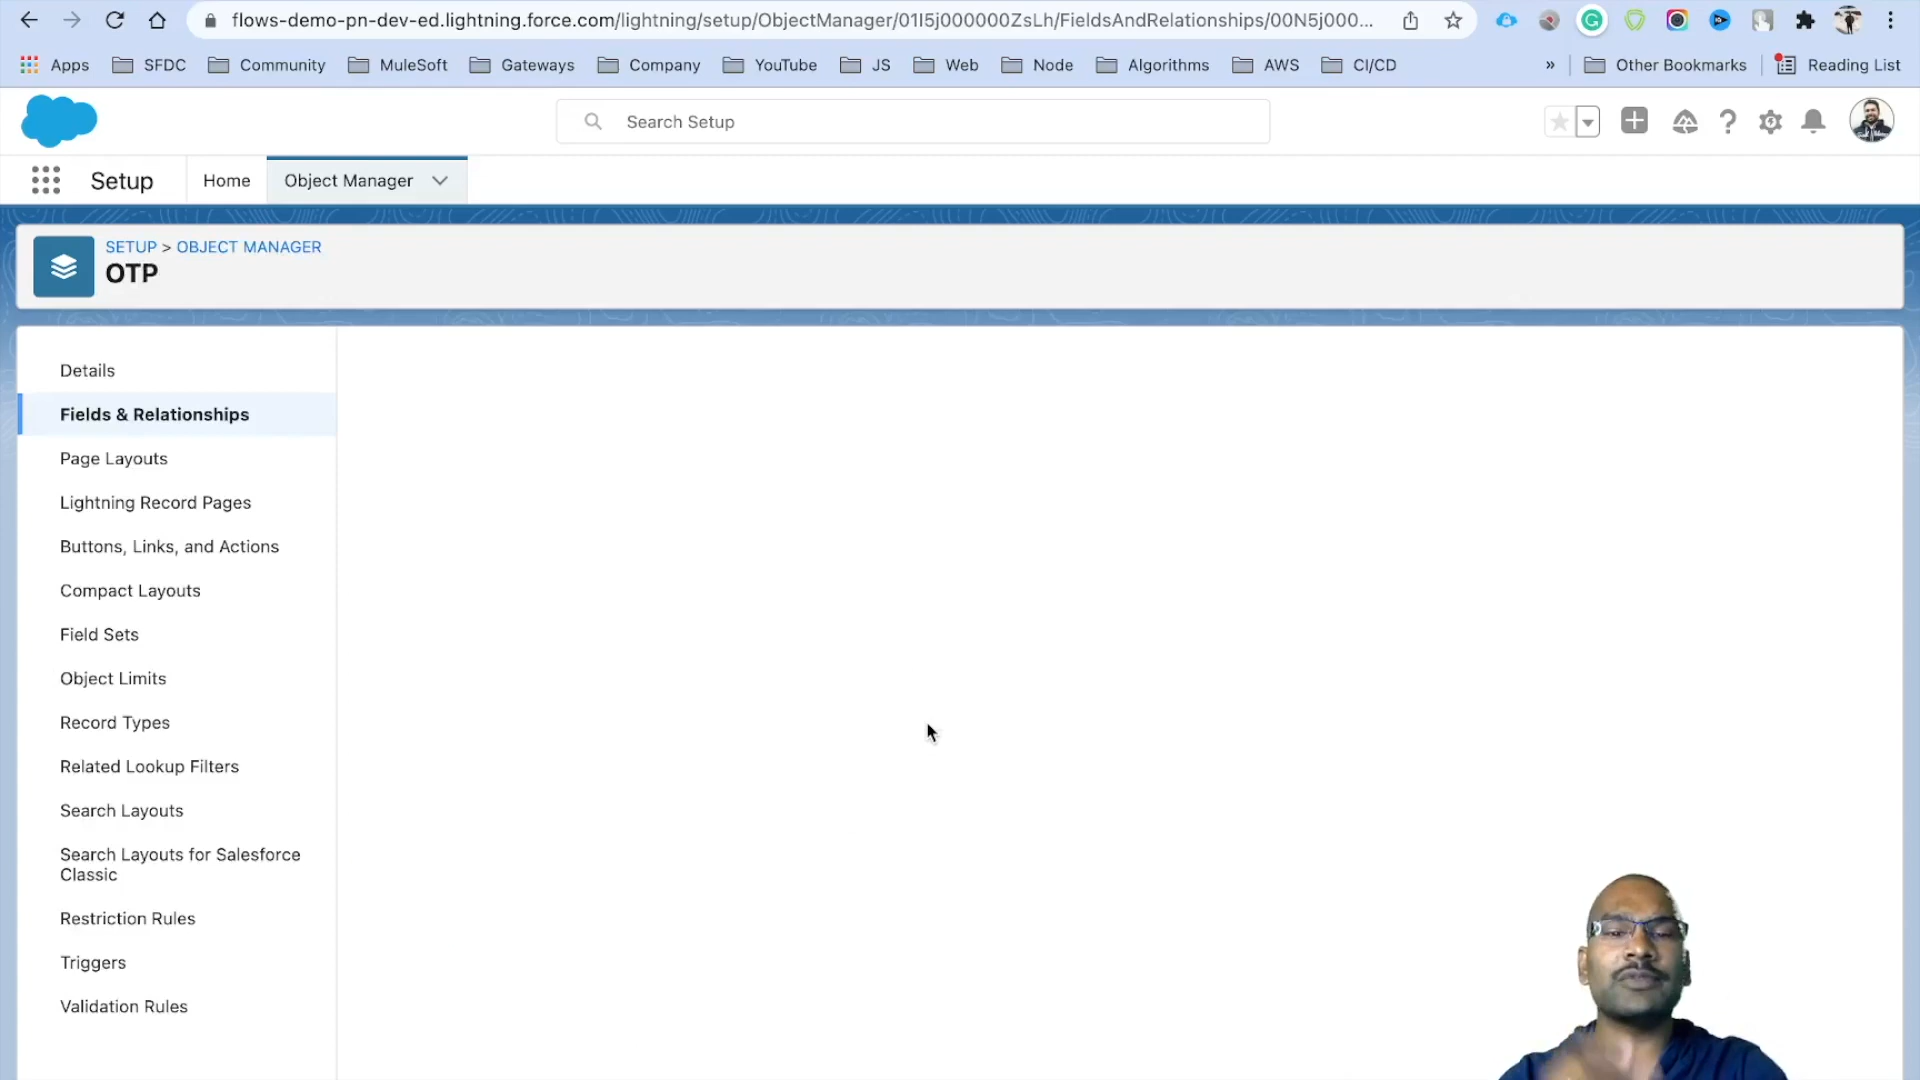 flows-demo-pn-dev-ed.lightning.force.com/lightning/setup/ObjectManager/01I5j000000ZsLh/FieldsAndRelationships/00N5j000...
Apps SFDC Community MuleSoft Gateways Company YouTube JS Web Node Algorithms AWS CI/CD » Other Bookmarks Reading List
Search Setup
Setup Home Object Manager
SETUP > OBJECT MANAGER
OTP
Details
Fields & Relationships
Page Layouts
Lightning Record Pages
Buttons, Links, and Actions
Compact Layouts
Field Sets
Object Limits
Record Types
Related Lookup Filters
Search Layouts
Search Layouts for Salesforce
Classic
Restriction Rules
Triggers
Validation Rules